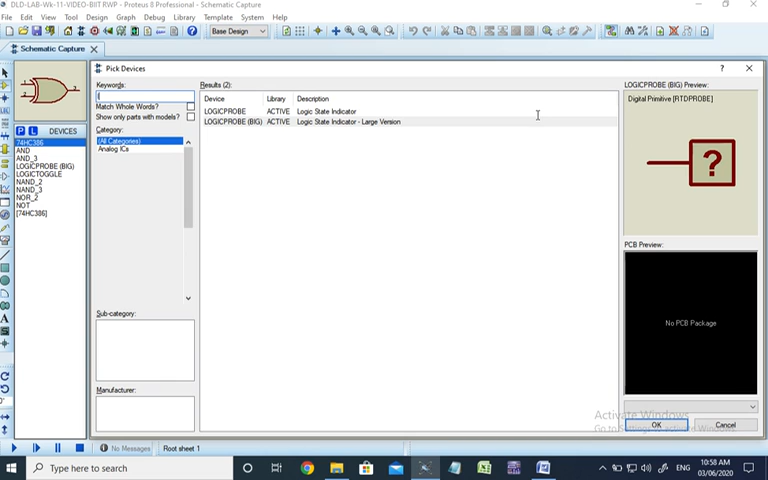 DLD-LAB-Wk-11-VIDEO-BIIT RWP - Proteus 8 Professional - Schematic Capture
File Edit View Tool Design Graph Debug Library Template System Help
Base Design
Schematic Capture
Pick Devices
Keywords:
Match Whole Words?
Show only parts with models?
Category:
(All Categories)
Analog ICs
Sub-category:
Manufacturer:
Results (2):
Device Library Description
LOGICPROBE ACTIVE Logic State Indicator
LOGICPROBE (BIG) ACTIVE Logic State Indicator - Large Version
LOGICPROBE (BIG) Preview:
Digital Primitive [RTDPROBE]
?
PCB Preview:
No PCB Package
OK Cancel
P L DEVICES
74HC386
AND
AND_3
LOGICPROBE (BIG)
LOGICTOGGLE
NAND_2
NAND_3
NOR_2
NOT
[74HC386]
Activate Windows
No Messages Root sheet 1
Type here to search
ENG
10:58 AM
03/06/2020